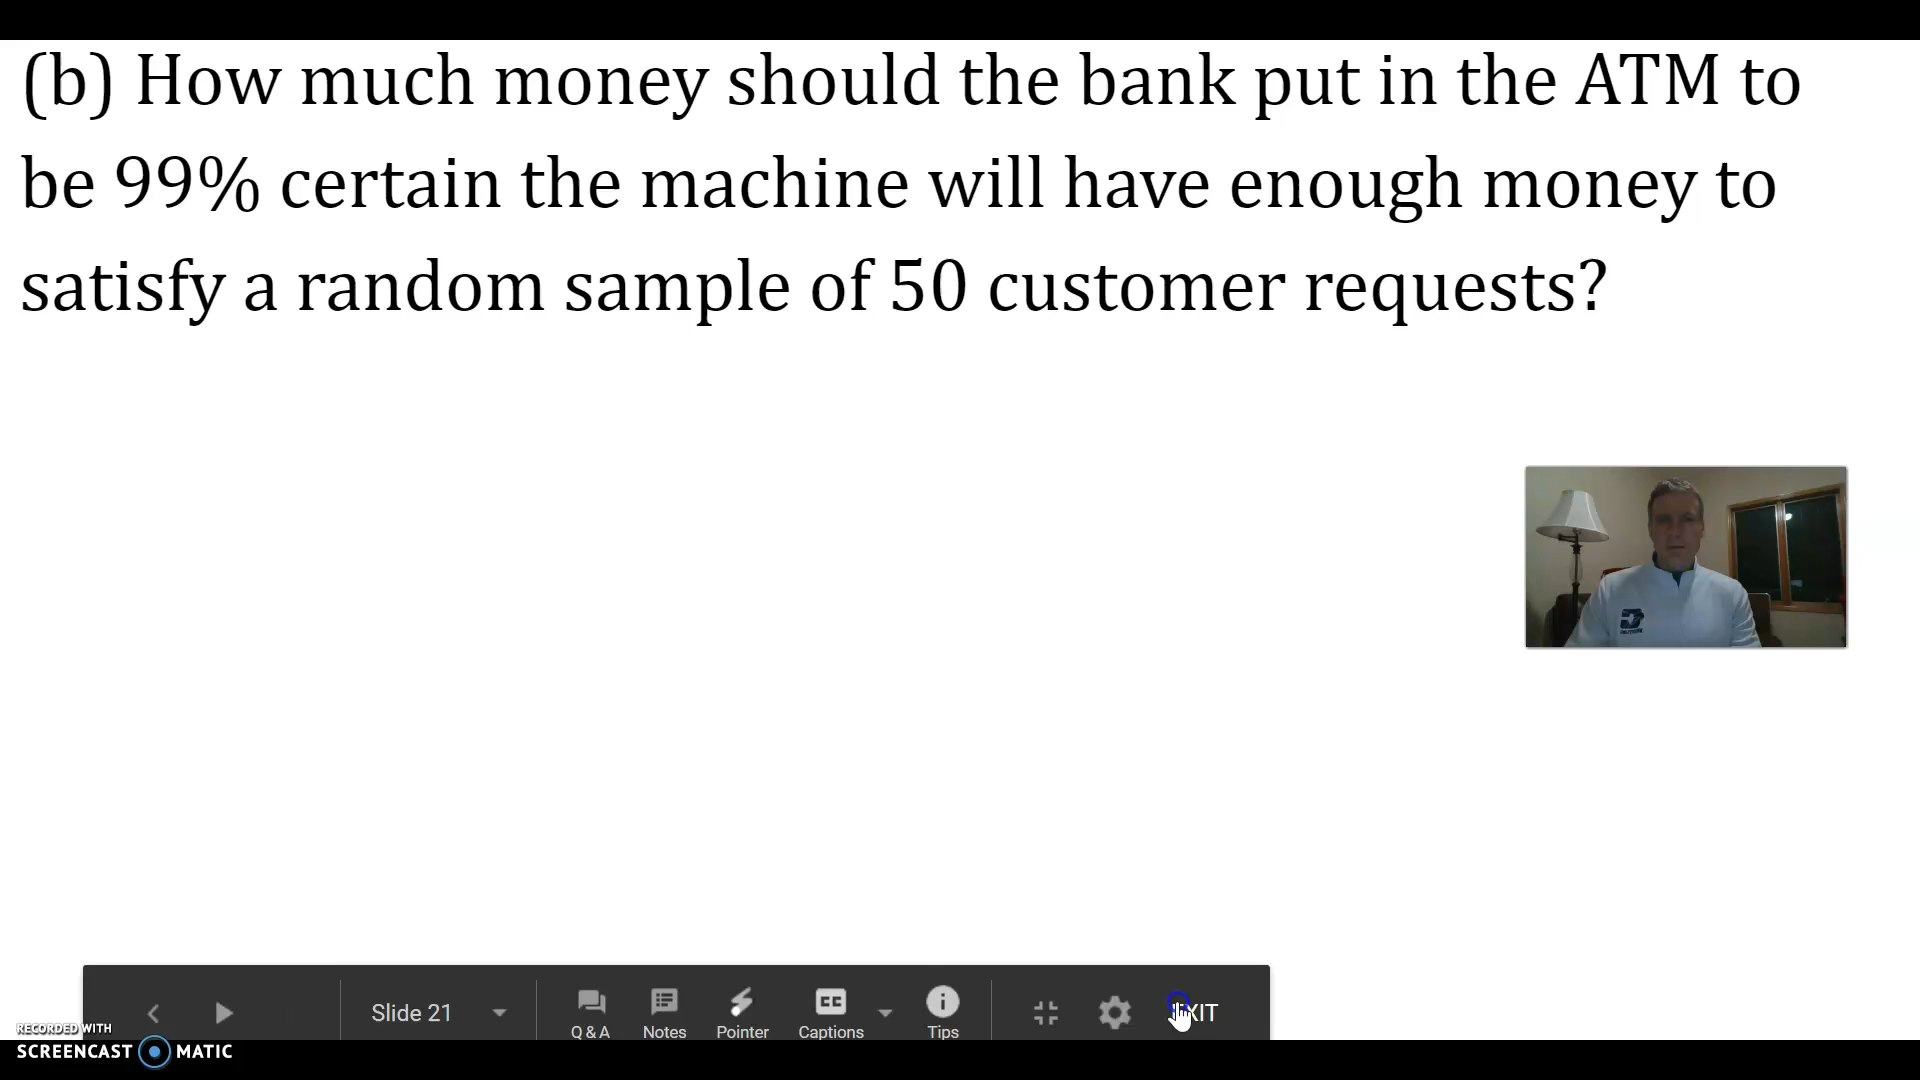 (b) How much money should the bank put in the ATM to
be 99% certain the machine will have enough money to
satisfy a random sample of 50 customer requests?
Slide 21
Q & A
Notes
Pointer
CC
Captions
Tips
EXIT
RECORDED WITH
SCREENCAST MATIC